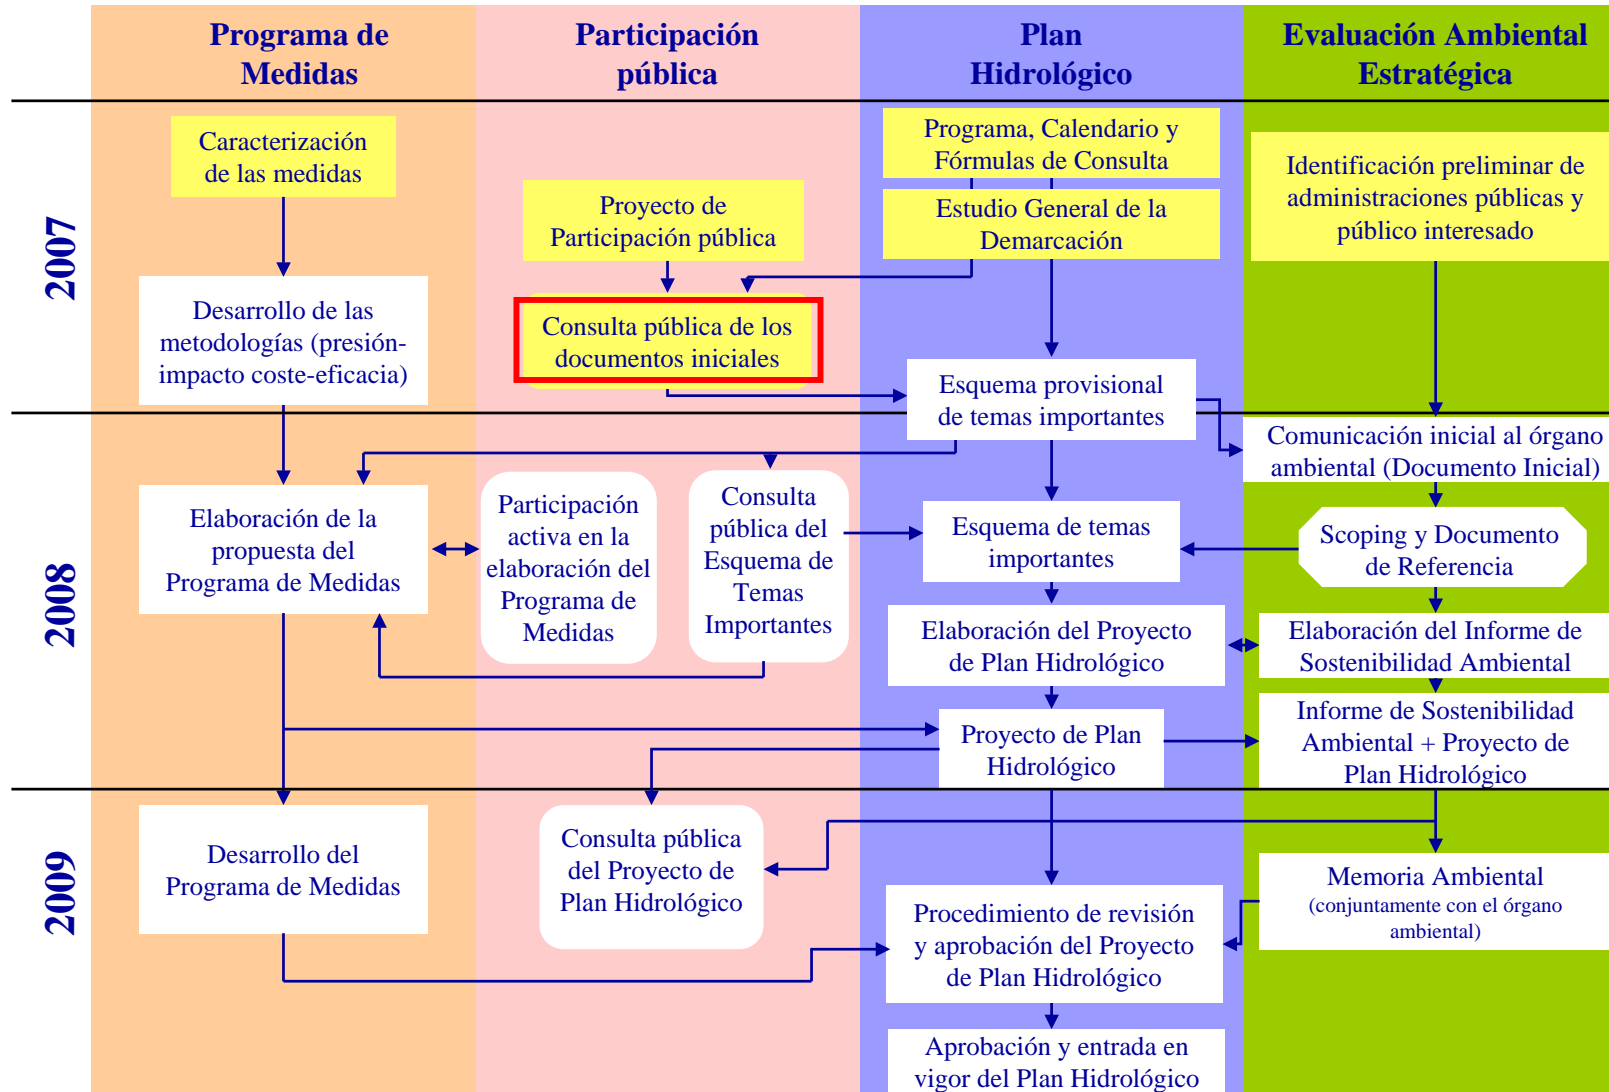 Programa de
Medidas
Participación
pública
Plan
Hidrológico
Evaluación Ambiental
Estratégica
2007
Caracterización
de las medidas
Desarrollo de las
metodologías (presión-
impacto coste-eficacia)
Proyecto de
Participación pública
Consulta pública de los
documentos iniciales
Programa, Calendario y
Fórmulas de Consulta
Estudio General de la
Demarcación
Esquema provisional
de temas importantes
Identificación preliminar de
administraciones públicas y
público interesado
2008
Elaboración de la
propuesta del
Programa de Medidas
Participación
activa en la
elaboración del
Programa de
Medidas
Consulta
pública del
Esquema de
Temas
Importantes
Esquema de temas
importantes
Elaboración del Proyecto
de Plan Hidrológico
Proyecto de Plan
Hidrológico
Comunicación inicial al órgano
ambiental (Documento Inicial)
Scoping y Documento
de Referencia
Elaboración del Informe de
Sostenibilidad Ambiental
Informe de Sostenibilidad
Ambiental + Proyecto de
Plan Hidrológico
2009
Desarrollo del
Programa de Medidas
Consulta pública
del Proyecto de
Plan Hidrológico
Procedimiento de revisión
y aprobación del Proyecto
de Plan Hidrológico
Aprobación y entrada en
vigor del Plan Hidrológico
Memoria Ambiental
(conjuntamente con el órgano
ambiental)